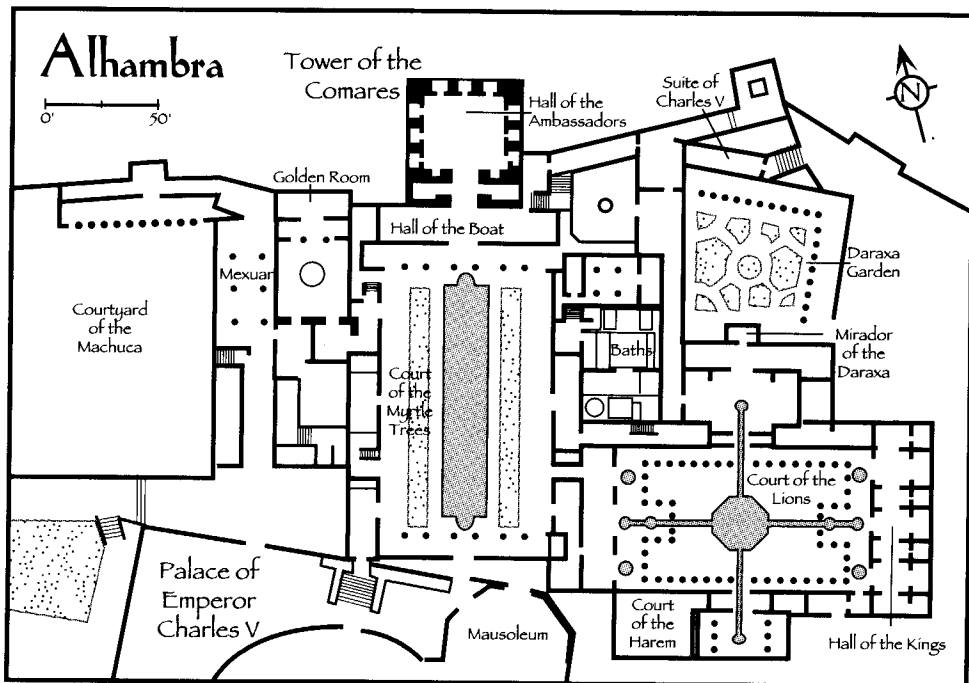 Alhambra
0' 50'
Tower of the
Comares
Hall of the
Ambassadors
Suite of
Charles V
N
Golden Room
Hall of the Boat
Mexuar
Daraxa
Garden
Courtyard
of the
Machuca
Baths
Mirador
of the
Daraxa
Court
of the
Myrtle
Trees
Court of the
Lions
Palace of
Emperor
Charles V
Mausoleum
Court
of the
Harem
Hall of the Kings